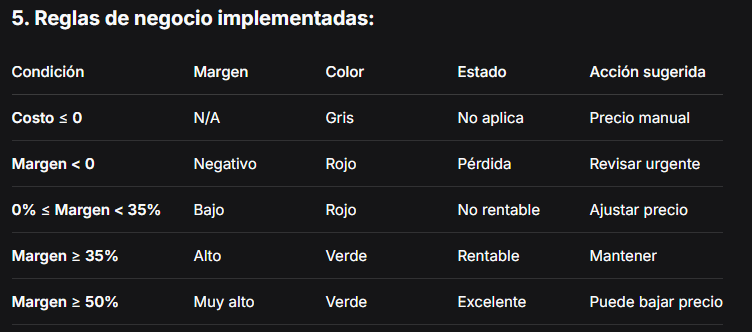 5. Reglas de negocio implementadas:
Condición Margen Color Estado Acción sugerida
Costo ≤ 0 N/A Gris No aplica Precio manual
Margen < 0 Negativo Rojo Pérdida Revisar urgente
0% ≤ Margen < 35% Bajo Rojo No rentable Ajustar precio
Margen ≥ 35% Alto Verde Rentable Mantener
Margen ≥ 50% Muy alto Verde Excelente Puede bajar precio